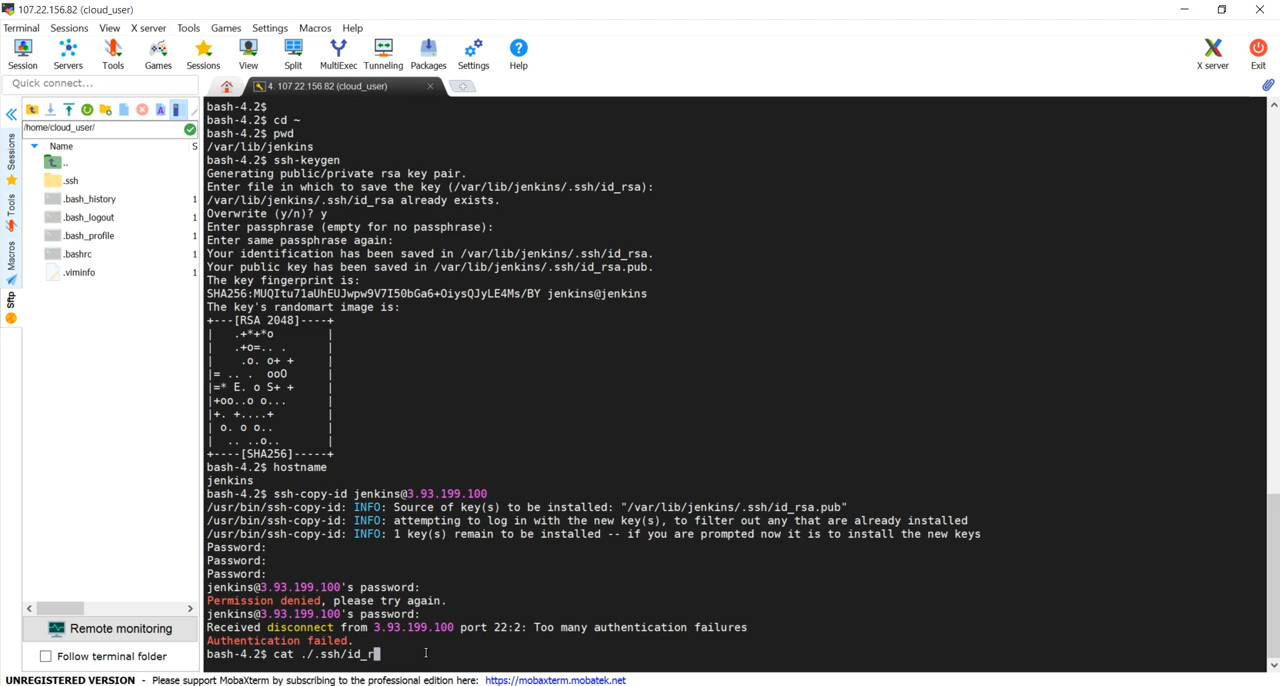 107.22.156.82 (cloud_user)
Terminal Sessions View X server Tools Games Settings Macros Help
Session Servers Tools Games Sessions View Split MultiExec Tunneling Packages Settings Help X server Exit
Quick connect...
4. 107.22.156.82 (cloud_user)
/home/cloud_user/
Name S
..
.ssh
.bash_history 1
.bash_logout 1
.bash_profile 1
.bashrc 1
.viminfo 1
Sessions
Tools
Macros
Sftp
Remote monitoring
Follow terminal folder
bash-4.2$
bash-4.2$ cd ~
bash-4.2$ pwd
/var/lib/jenkins
bash-4.2$ ssh-keygen
Generating public/private rsa key pair.
Enter file in which to save the key (/var/lib/jenkins/.ssh/id_rsa):
/var/lib/jenkins/.ssh/id_rsa already exists.
Overwrite (y/n)? y
Enter passphrase (empty for no passphrase):
Enter same passphrase again:
Your identification has been saved in /var/lib/jenkins/.ssh/id_rsa.
Your public key has been saved in /var/lib/jenkins/.ssh/id_rsa.pub.
The key fingerprint is:
SHA256:MUQItu71aUhEUJwpw9V7I50bGa6+OiysQJyLE4Ms/BY jenkins@jenkins
The key's randomart image is:
+---[RSA 2048]----+
|    .+*+*o       |
|    .+o=.. .     |
|     .o. o+ +    |
|= .. .  ooO      |
|=* E. o S+ +     |
|+oo..o o...      |
|+. +....+        |
| o. o o..        |
|  .. ..o..       |
+----[SHA256]-----+
bash-4.2$ hostname
jenkins
bash-4.2$ ssh-copy-id jenkins@3.93.199.100
/usr/bin/ssh-copy-id: INFO: Source of key(s) to be installed: "/var/lib/jenkins/.ssh/id_rsa.pub"
/usr/bin/ssh-copy-id: INFO: attempting to log in with the new key(s), to filter out any that are already installed
/usr/bin/ssh-copy-id: INFO: 1 key(s) remain to be installed -- if you are prompted now it is to install the new keys
Password:
Password:
Password:
jenkins@3.93.199.100's password:
Permission denied, please try again.
jenkins@3.93.199.100's password:
Received disconnect from 3.93.199.100 port 22:2: Too many authentication failures
Authentication failed.
bash-4.2$ cat ./.ssh/id_r
UNREGISTERED VERSION - Please support MobaXterm by subscribing to the professional edition here: https://mobaxterm.mobatek.net